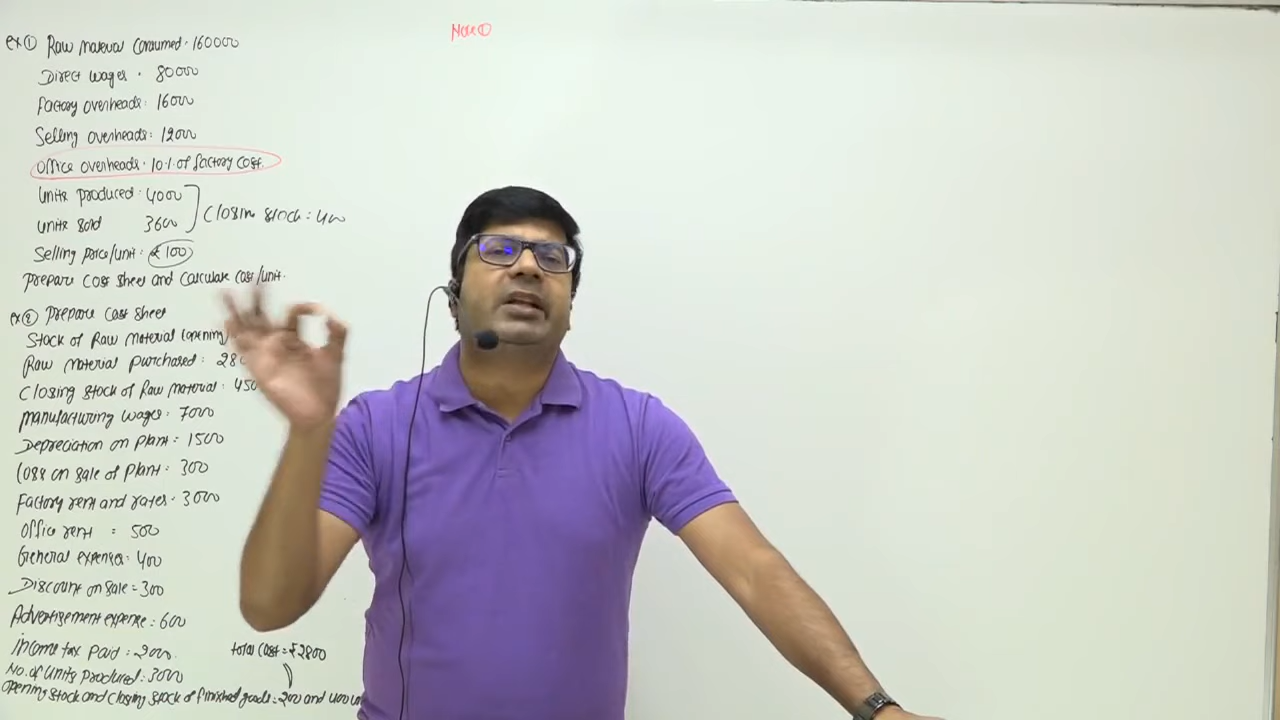 ex① Raw material consumed · 160000
Direct wages · 80000
Factory overheads : 16000
Selling overheads : 12000
Office overheads · 10% of factory cost.
Units produced · 4000
Units sold 3600
Closing stock : 400
Selling price/unit : ₹100
Prepare cost sheet and calculate cost/unit.
ex② Prepare cost sheet
Stock of Raw material (opening)
Raw material purchased : 28
Closing stock of Raw material : 450
Manufacturing wages : 7000
Depreciation on plant = 1500
Loss on sale of plant = 300
Factory rent and rates · 3000
Office rent = 500
General expenses : 400
Discount on sale = 300
Advertisement expense : 600
Income tax paid = 2000.
No. of units produced : 3000
total cost = ₹2800
Opening stock and closing stock of finished goods = 200 and 400
Note ①